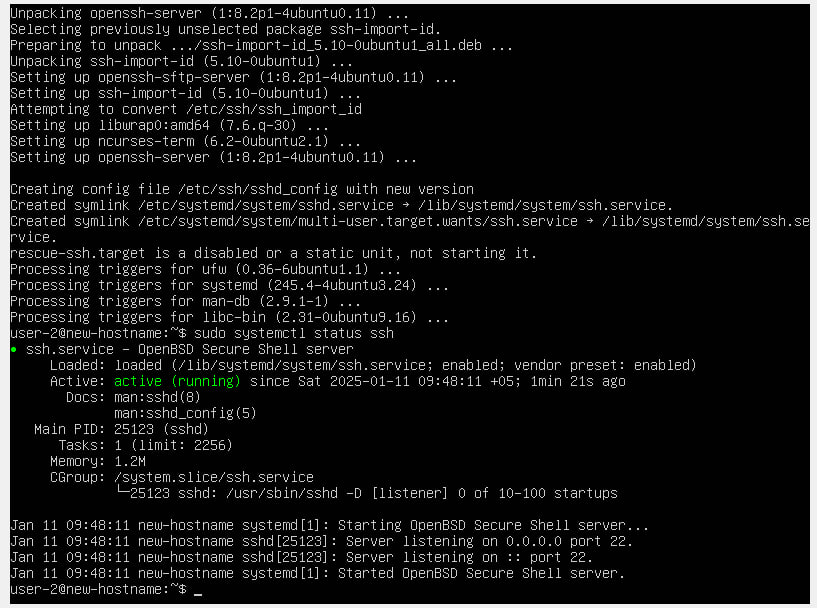 Unpacking openssh-server (1:8.2p1-4ubuntu0.11) ...
Selecting previously unselected package ssh-import-id.
Preparing to unpack .../ssh-import-id_5.10-0ubuntu1_all.deb ...
Unpacking ssh-import-id (5.10-0ubuntu1) ...
Setting up openssh-sftp-server (1:8.2p1-4ubuntu0.11) ...
Setting up ssh-import-id (5.10-0ubuntu1) ...
Attempting to convert /etc/ssh/ssh_import_id
Setting up libwrap0:amd64 (7.6.q-30) ...
Setting up ncurses-term (6.2-0ubuntu2.1) ...
Setting up openssh-server (1:8.2p1-4ubuntu0.11) ...

Creating config file /etc/ssh/sshd_config with new version
Created symlink /etc/systemd/system/sshd.service → /lib/systemd/system/ssh.service.
Created symlink /etc/systemd/system/multi-user.target.wants/ssh.service → /lib/systemd/system/ssh.se
rvice.
rescue-ssh.target is a disabled or a static unit, not starting it.
Processing triggers for ufw (0.36-6ubuntu1.1) ...
Processing triggers for systemd (245.4-4ubuntu3.24) ...
Processing triggers for man-db (2.9.1-1) ...
Processing triggers for libc-bin (2.31-0ubuntu9.16) ...
user-2@new-hostname:~$ sudo systemctl status ssh
● ssh.service - OpenBSD Secure Shell server
     Loaded: loaded (/lib/systemd/system/ssh.service; enabled; vendor preset: enabled)
     Active: active (running) since Sat 2025-01-11 09:48:11 +05; 1min 21s ago
       Docs: man:sshd(8)
             man:sshd_config(5)
   Main PID: 25123 (sshd)
      Tasks: 1 (limit: 2256)
     Memory: 1.2M
     CGroup: /system.slice/ssh.service
             └─25123 sshd: /usr/sbin/sshd -D [listener] 0 of 10-100 startups

Jan 11 09:48:11 new-hostname systemd[1]: Starting OpenBSD Secure Shell server...
Jan 11 09:48:11 new-hostname sshd[25123]: Server listening on 0.0.0.0 port 22.
Jan 11 09:48:11 new-hostname sshd[25123]: Server listening on :: port 22.
Jan 11 09:48:11 new-hostname systemd[1]: Started OpenBSD Secure Shell server.
user-2@new-hostname:~$ _